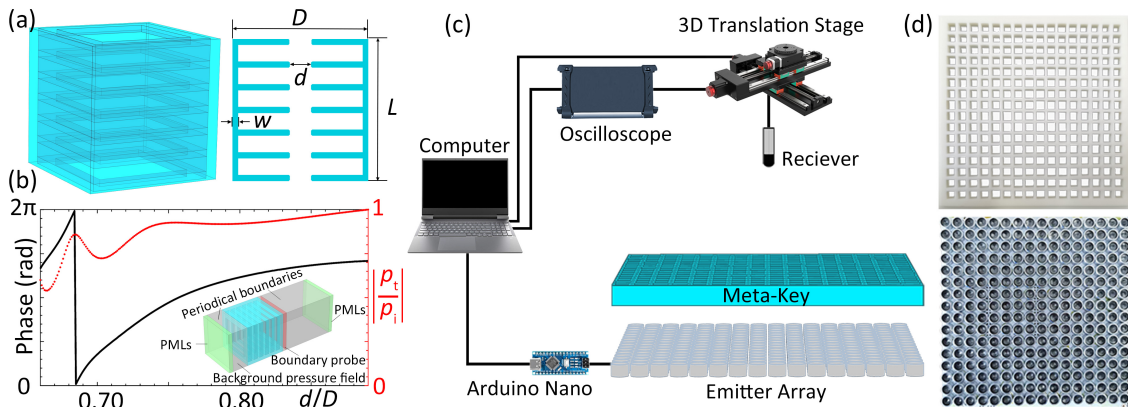 (a)
D
d
L
w
(b)
2π
Phase (rad)
0
0.70
0.80
d/D
1
|pt/pi|
0
Periodical boundaries
PMLs
PMLs
Boundary probe
Background pressure field
(c)
3D Translation Stage
Oscilloscope
Computer
Reciever
Meta-Key
Arduino Nano
Emitter Array
(d)